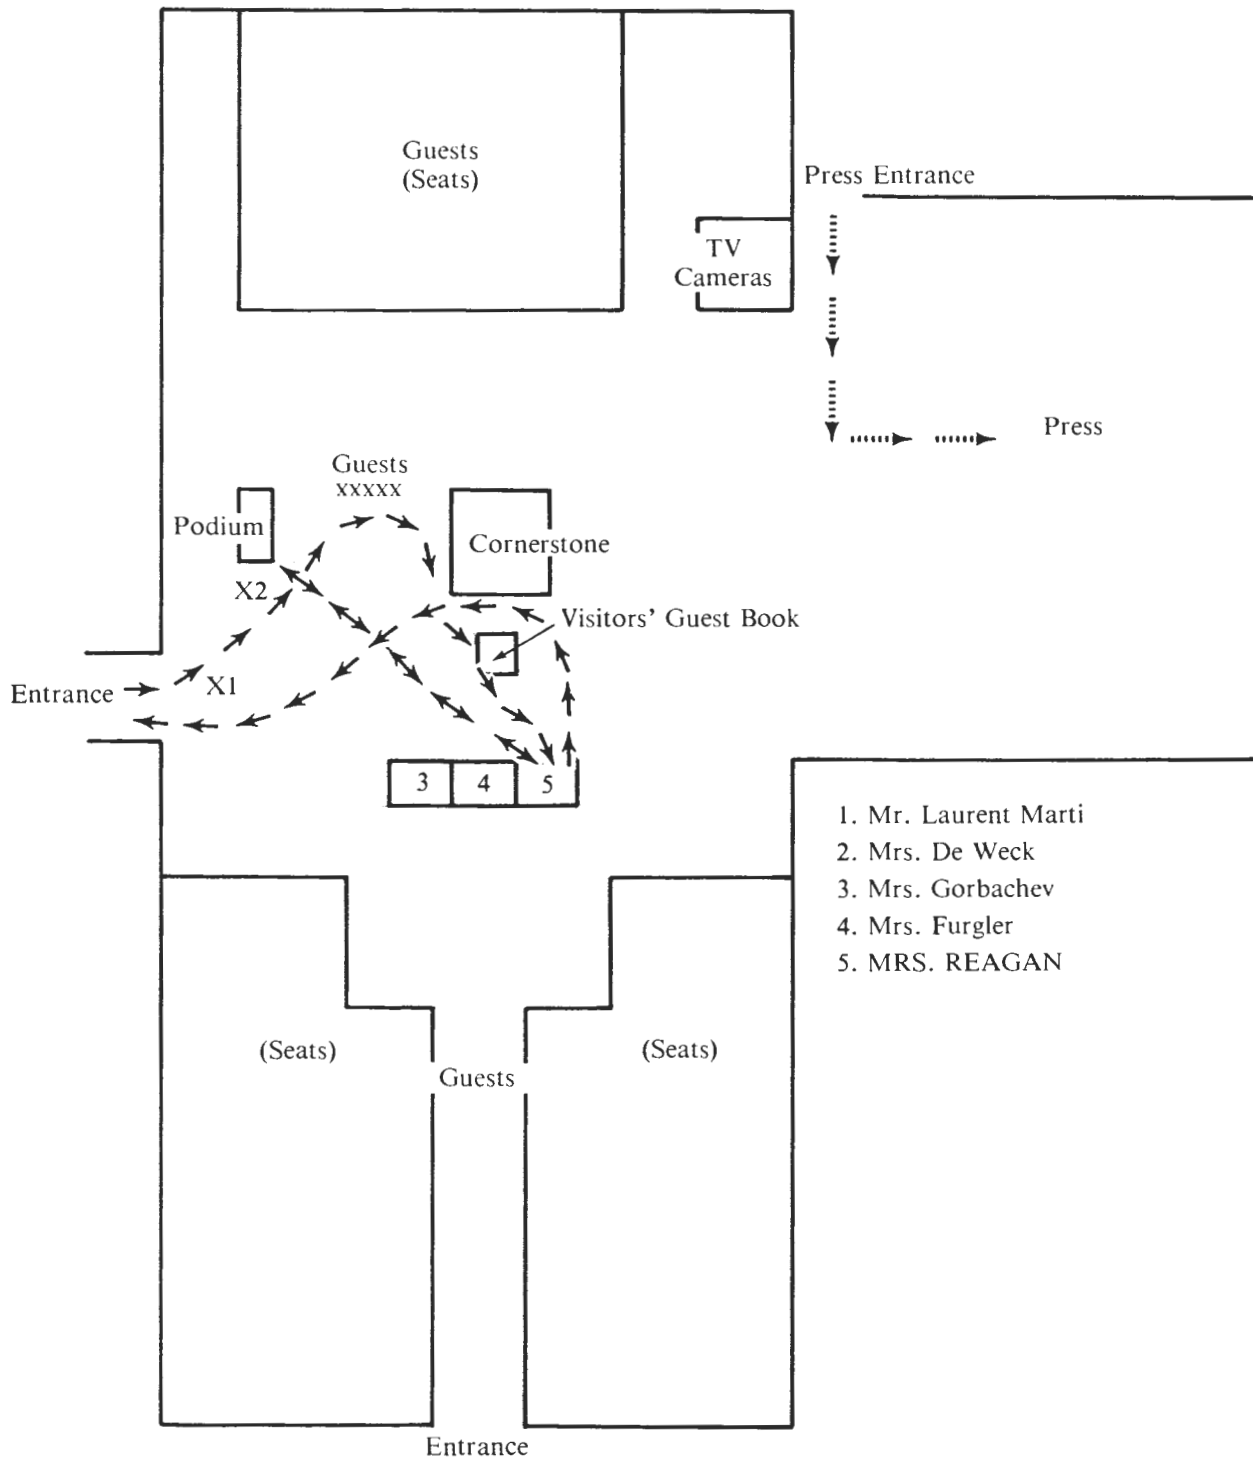 Guests
(Seats)
Press Entrance
TV
Cameras
Press
Guests
xxxxx
Podium
Cornerstone
X2
Visitors' Guest Book
X1
Entrance
3
4
5
1. Mr. Laurent Marti
2. Mrs. De Weck
3. Mrs. Gorbachev
4. Mrs. Furgler
5. MRS. REAGAN
(Seats)
(Seats)
Guests
Entrance